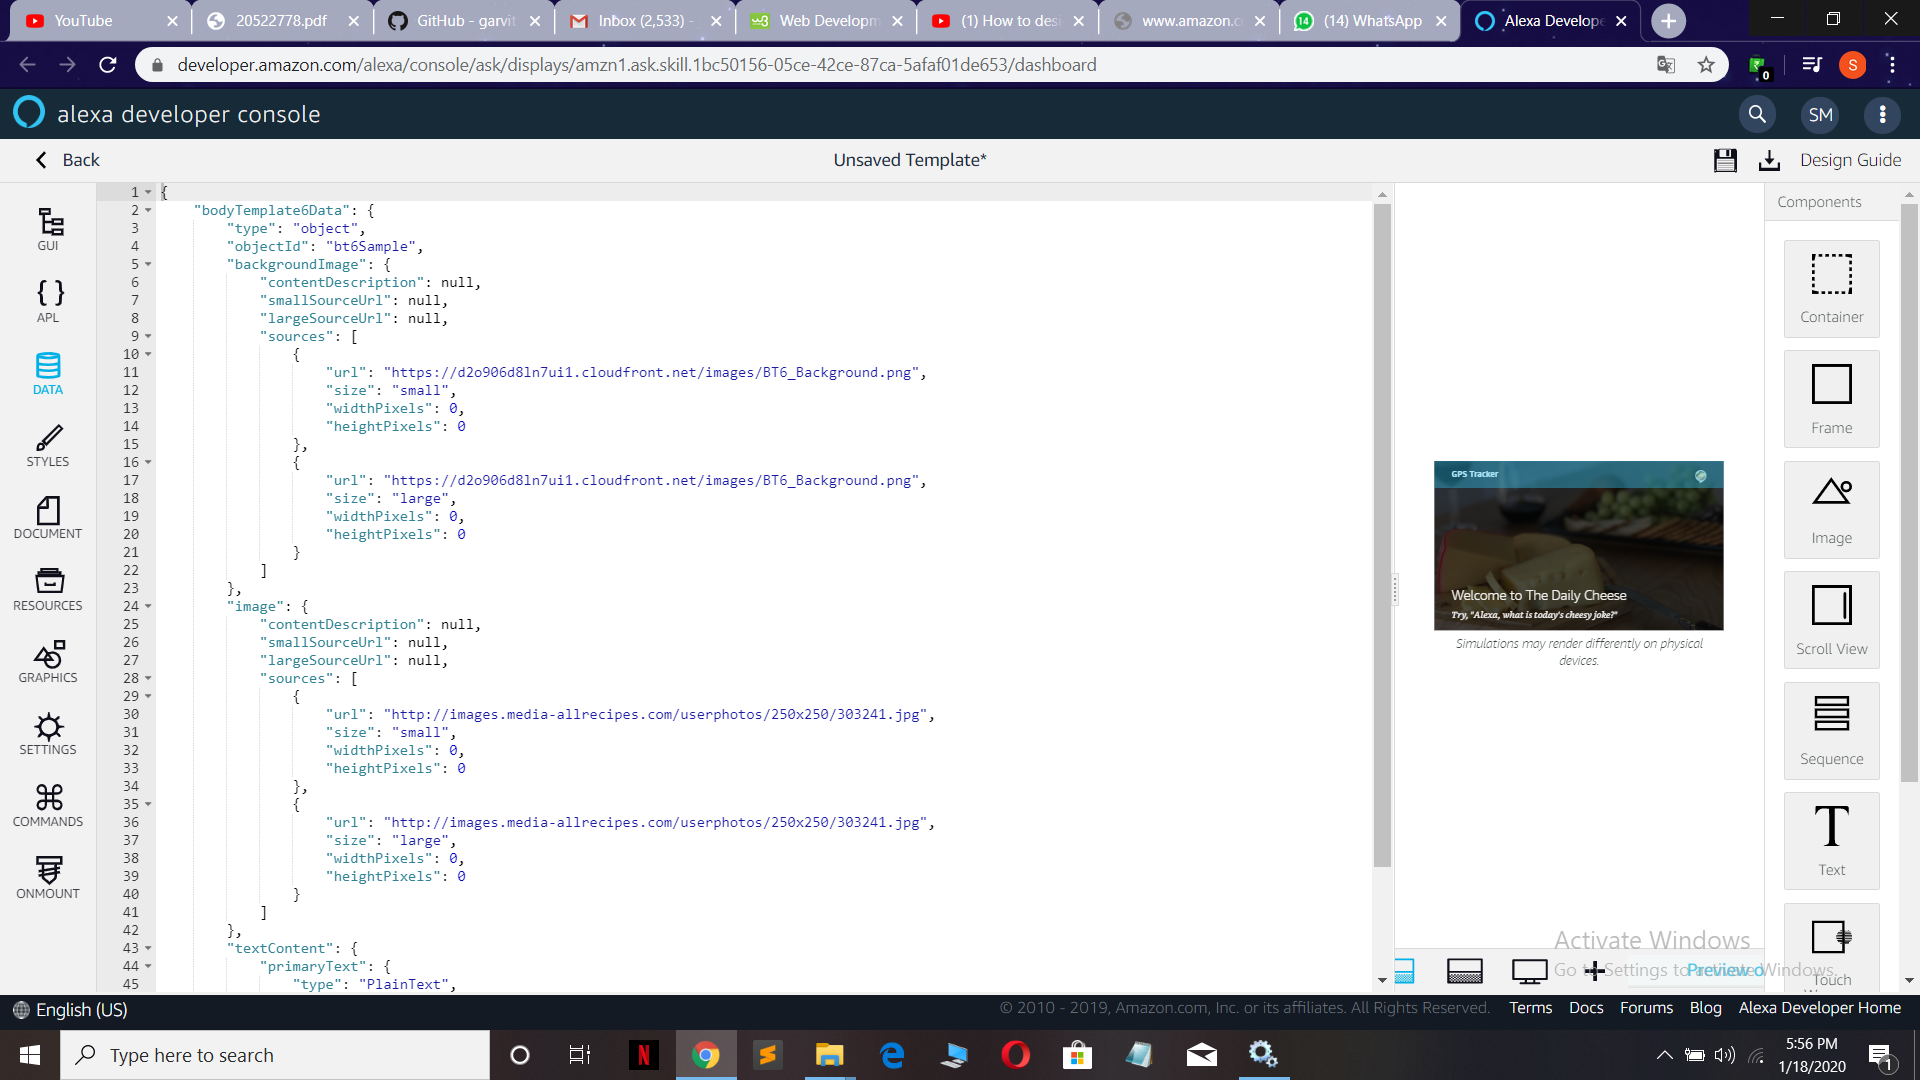 YouTube
20522778.pdf
GitHub - garvit
Inbox (2,533) -
Web Developm
(1) How to desi
www.amazon.c
14
(14) WhatsApp
Alexa Develope
developer.amazon.com/alexa/console/ask/displays/amzn1.ask.skill.1bc50156-05ce-42ce-87ca-5afaf01de653/dashboard
0
S
alexa developer console
SM
Back
Unsaved Template*
Design Guide
GUI
APL
DATA
STYLES
DOCUMENT
RESOURCES
GRAPHICS
SETTINGS
COMMANDS
ONMOUNT
1 {
2 "bodyTemplate6Data": {
3 "type": "object",
4 "objectId": "bt6Sample",
5 "backgroundImage": {
6 "contentDescription": null,
7 "smallSourceUrl": null,
8 "largeSourceUrl": null,
9 "sources": [
10 {
11 "url": "https://d2o906d8ln7ui1.cloudfront.net/images/BT6_Background.png",
12 "size": "small",
13 "widthPixels": 0,
14 "heightPixels": 0
15 },
16 {
17 "url": "https://d2o906d8ln7ui1.cloudfront.net/images/BT6_Background.png",
18 "size": "large",
19 "widthPixels": 0,
20 "heightPixels": 0
21 }
22 ]
23 },
24 "image": {
25 "contentDescription": null,
26 "smallSourceUrl": null,
27 "largeSourceUrl": null,
28 "sources": [
29 {
30 "url": "http://images.media-allrecipes.com/userphotos/250x250/303241.jpg",
31 "size": "small",
32 "widthPixels": 0,
33 "heightPixels": 0
34 },
35 {
36 "url": "http://images.media-allrecipes.com/userphotos/250x250/303241.jpg",
37 "size": "large",
38 "widthPixels": 0,
39 "heightPixels": 0
40 }
41 ]
42 },
43 "textContent": {
44 "primaryText": {
45 "type": "PlainText",
GPS Tracker
Welcome to The Daily Cheese
Try, "Alexa, what is today's cheesy joke?"
Simulations may render differently on physical
devices.
Components
Container
Frame
Image
Scroll View
Sequence
Text
Touch
Activate Windows
Go to Settings to activate Windows.
Preview
English (US)
© 2010 - 2019, Amazon.com, Inc. or its affiliates. All Rights Reserved.
Terms
Docs
Forums
Blog
Alexa Developer Home
Type here to search
5:56 PM
1/18/2020
1